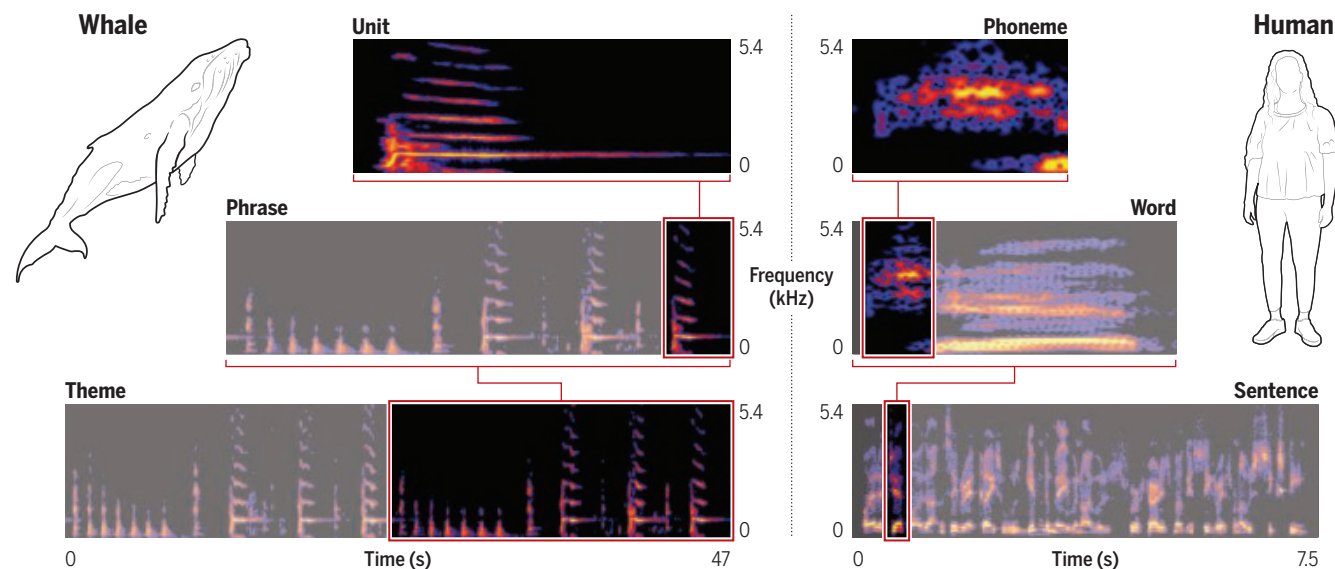 Whale
Unit
Phoneme
Human
5.4
5.4
0
0
Phrase
Word
5.4
5.4
Frequency
(kHz)
0
0
Theme
Sentence
5.4
5.4
0
0
0
Time (s)
47
0
Time (s)
7.5